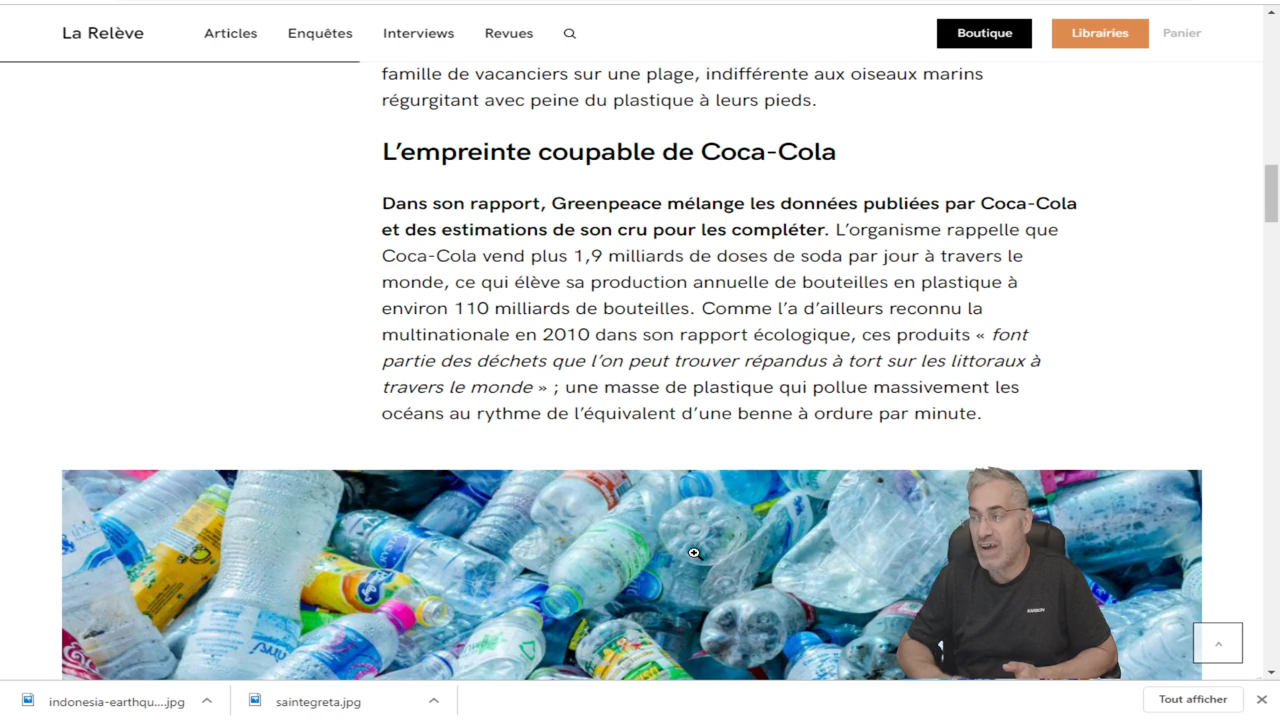 La Relève Articles Enquêtes Interviews Revues Boutique Librairies Panier
famille de vacanciers sur une plage, indifférente aux oiseaux marins
régurgitant avec peine du plastique à leurs pieds.
L’empreinte coupable de Coca-Cola
Dans son rapport, Greenpeace mélange les données publiées par Coca-Cola
et des estimations de son cru pour les compléter. L’organisme rappelle que
Coca-Cola vend plus 1,9 milliards de doses de soda par jour à travers le
monde, ce qui élève sa production annuelle de bouteilles en plastique à
environ 110 milliards de bouteilles. Comme l’a d’ailleurs reconnu la
multinationale en 2010 dans son rapport écologique, ces produits « font
partie des déchets que l’on peut trouver répandus à tort sur les littoraux à
travers le monde » ; une masse de plastique qui pollue massivement les
océans au rythme de l’équivalent d’une benne à ordure par minute.
indonesia-earthqu....jpg saintegreta.jpg Tout afficher